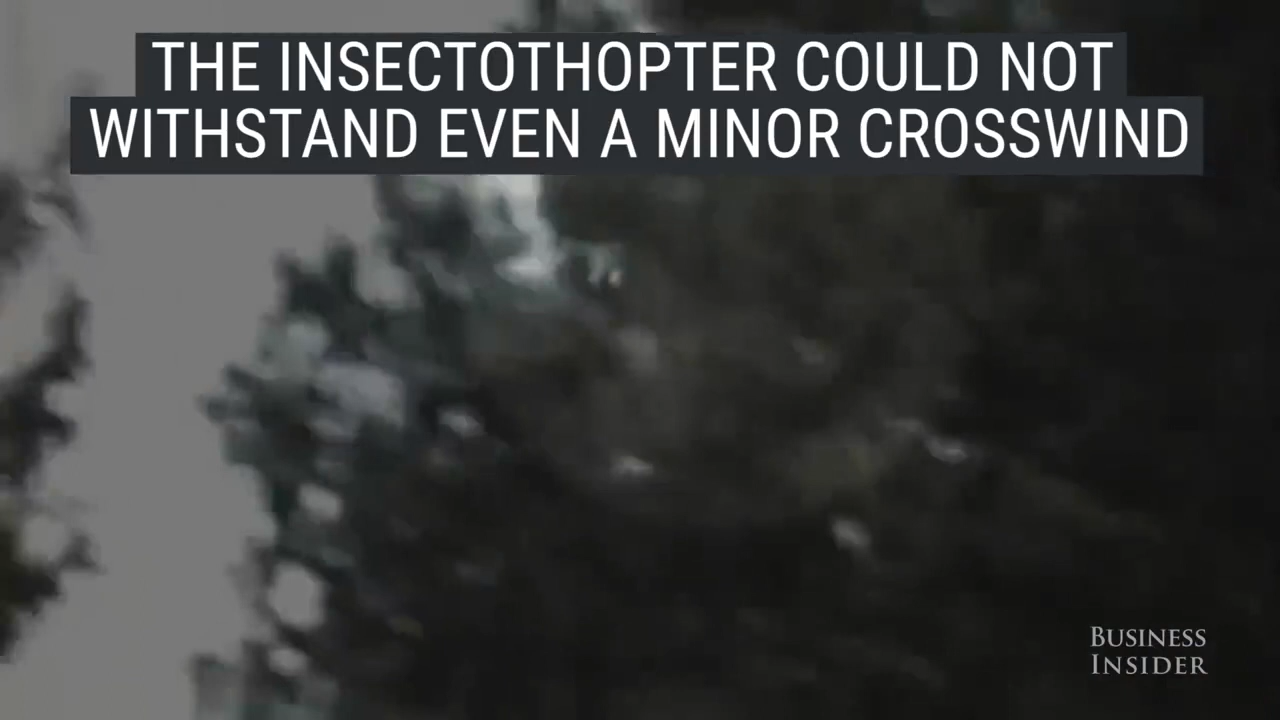 THE INSECTOTHOPTER COULD NOT
WITHSTAND EVEN A MINOR CROSSWIND
BUSINESS
INSIDER